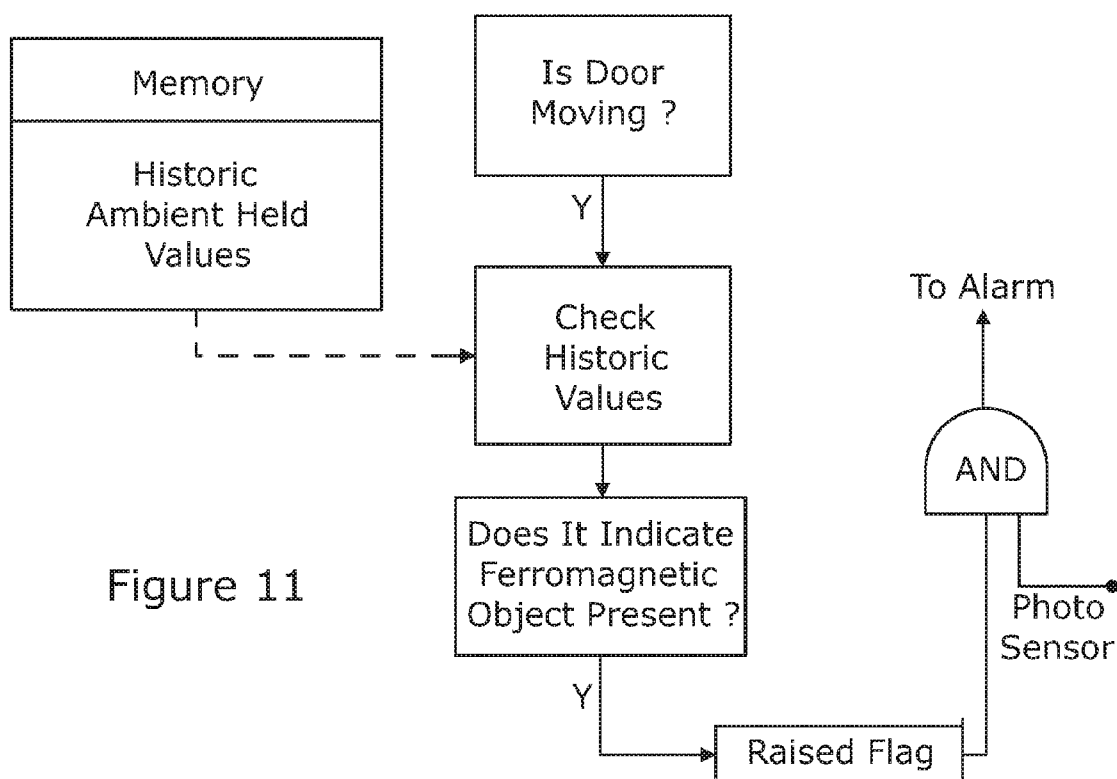 Memory
Historic
Ambient Held
Values
Is Door
Moving ?
Y
Check
Historic
Values
Does It Indicate
Ferromagnetic
Object Present ?
Y
Raised Flag
To Alarm
AND
Photo
Sensor
Figure 11